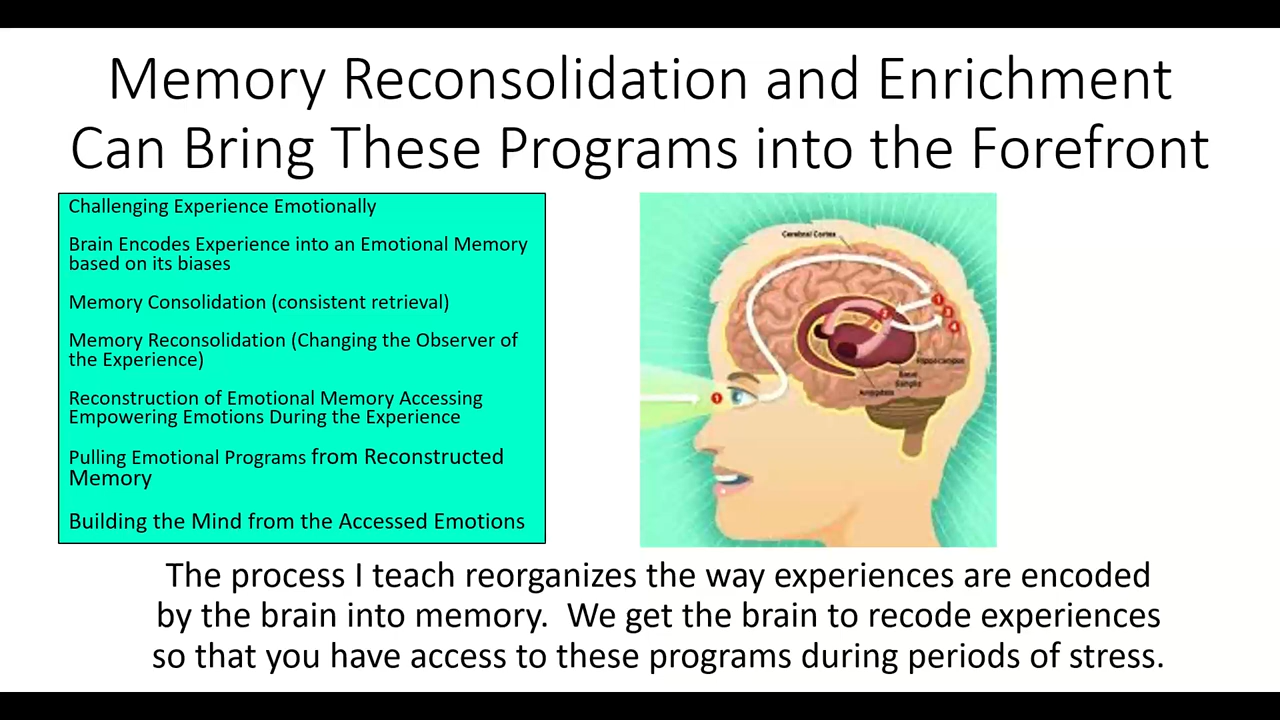 Memory Reconsolidation and Enrichment
Can Bring These Programs into the Forefront
Challenging Experience Emotionally
Brain Encodes Experience into an Emotional Memory
based on its biases
Memory Consolidation (consistent retrieval)
Memory Reconsolidation (Changing the Observer of
the Experience)
Reconstruction of Emotional Memory Accessing
Empowering Emotions During the Experience
Pulling Emotional Programs from Reconstructed
Memory
Building the Mind from the Accessed Emotions
Cerebral Cortex
1
2
3
4
Hippocampus
Basal
Ganglia
Amygdala
1
The process I teach reorganizes the way experiences are encoded
by the brain into memory.  We get the brain to recode experiences
so that you have access to these programs during periods of stress.